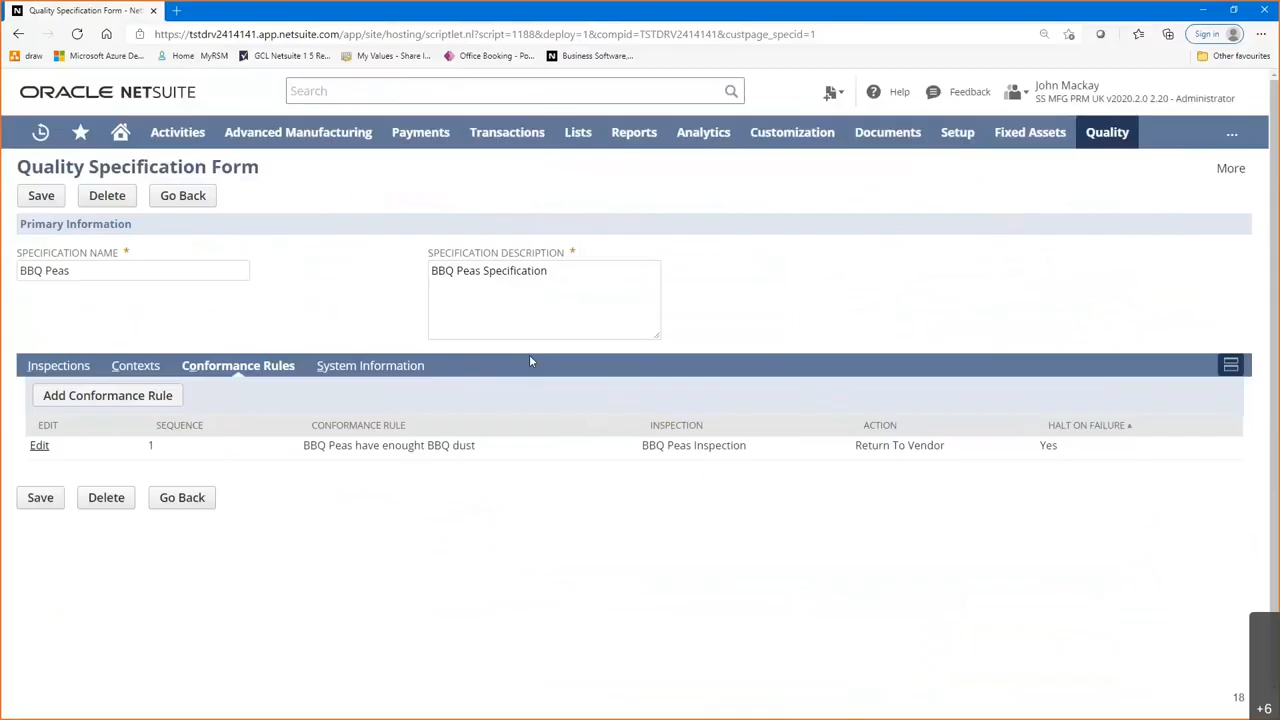 Quality Specification Form - Net
https://tstdrv2414141.app.netsuite.com/app/site/hosting/scriptlet.nl?script=118&deploy=1&compid=TSTDRV2414141&custpage_specid=1
Sign in
draw Microsoft Azure De... Home MyRSM GCL Netsuite 1 5 Re... My Values - Share I... Office Booking - Po... Business Software,... Other favourites
ORACLE NETSUITE
Search
Help
Feedback
John Mackay
SS MFG PRM UK v2020.2.0 2.20 - Administrator
Activities Advanced Manufacturing Payments Transactions Lists Reports Analytics Customization Documents Setup Fixed Assets Quality ...
Quality Specification Form
More
Save Delete Go Back
Primary Information
SPECIFICATION NAME *
BBQ Peas
SPECIFICATION DESCRIPTION *
BBQ Peas Specification
Inspections Contexts Conformance Rules System Information
Add Conformance Rule
EDIT SEQUENCE CONFORMANCE RULE INSPECTION ACTION HALT ON FAILURE ▲
Edit 1 BBQ Peas have enought BBQ dust BBQ Peas Inspection Return To Vendor Yes
Save Delete Go Back
18
+6